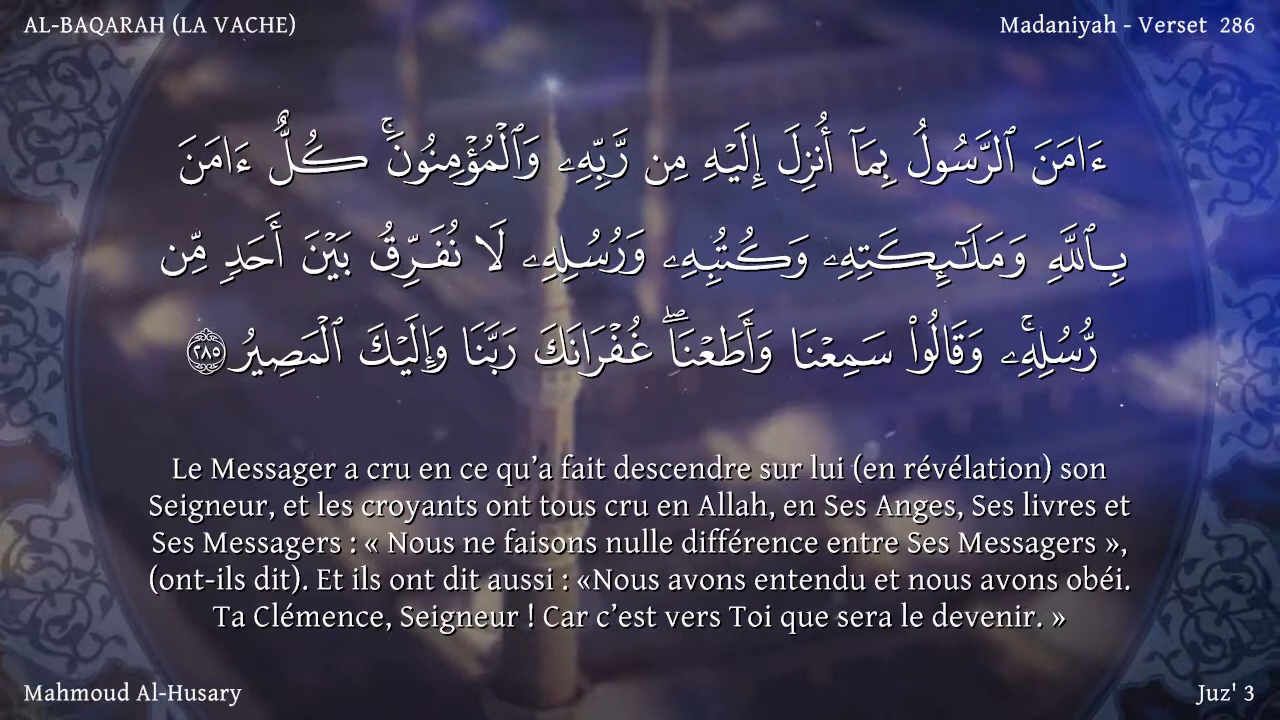 AL-BAQARAH (LA VACHE)
Madaniyah - Verset 286
ءَامَنَ ٱلرَّسُولُ بِمَآ أُنزِلَ إِلَيْهِ مِن رَّبِّهِۦ وَٱلْمُؤْمِنُونَ ۚ كُلٌّ ءَامَنَ
بِٱللَّهِ وَمَلَـٰٓئِكَتِهِۦ وَكُتُبِهِۦ وَرُسُلِهِۦ لَا نُفَرِّقُ بَيْنَ أَحَدٍ مِّن
رُّسُلِهِۦ ۚ وَقَالُوا۟ سَمِعْنَا وَأَطَعْنَا ۖ غُفْرَانَكَ رَبَّنَا وَإِلَيْكَ ٱلْمَصِيرُ ٢٨٥
Le Messager a cru en ce qu’a fait descendre sur lui (en révélation) son
Seigneur, et les croyants ont tous cru en Allah, en Ses Anges, Ses livres et
Ses Messagers : « Nous ne faisons nulle différence entre Ses Messagers »,
(ont-ils dit). Et ils ont dit aussi : «Nous avons entendu et nous avons obéi.
Ta Clémence, Seigneur ! Car c’est vers Toi que sera le devenir. »
Mahmoud Al-Husary
Juz' 3